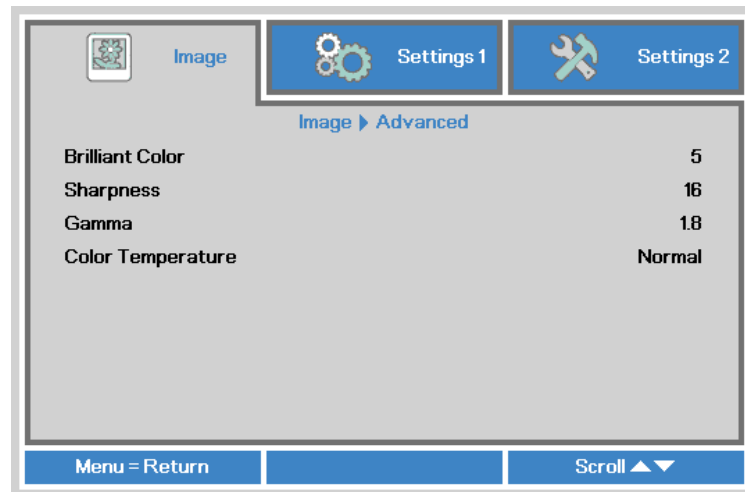 Image
Settings 1
Settings 2
Image ▶ Advanced
Brilliant Color 5
Sharpness 16
Gamma 1.8
Color Temperature Normal
Menu = Return
Scroll ▲▼